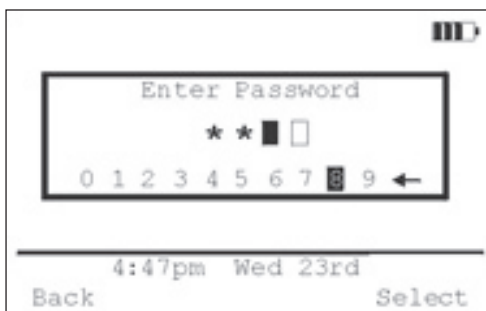 Enter Password
* *
0 1 2 3 4 5 6 7 8 9 ←
4:47pm Wed 23rd
Back Select